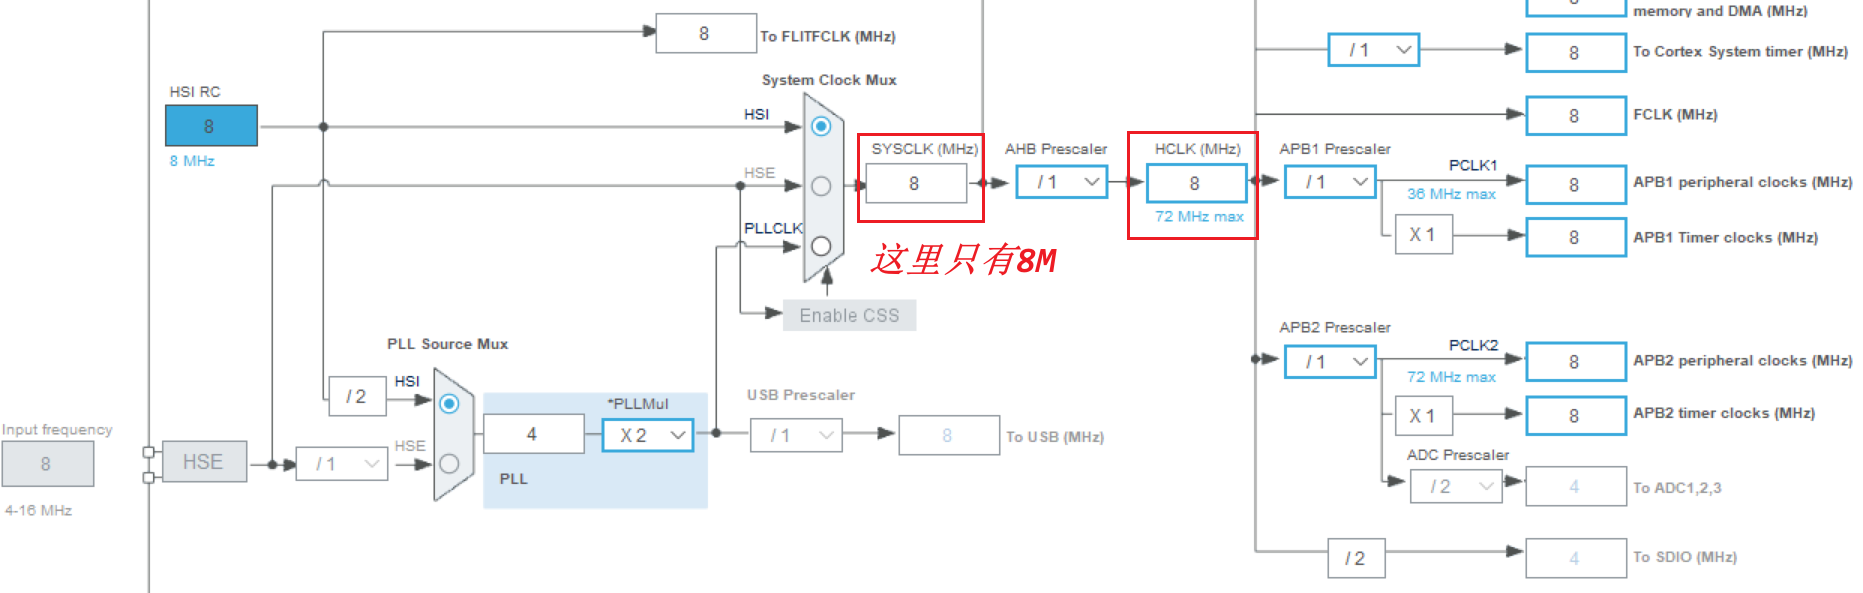 8
memory and DMA (MHz)
8
To FLITFCLK (MHz)
/ 1
8
To Cortex System timer (MHz)
System Clock Mux
HSI RC
8
8 MHz
HSI
8
FCLK (MHz)
SYSCLK (MHz)
8
AHB Prescaler
/ 1
HCLK (MHz)
8
72 MHz max
APB1 Prescaler
/ 1
PCLK1
36 MHz max
8
APB1 peripheral clocks (MHz)
HSE
PLLCLK
X 1
8
APB1 Timer clocks (MHz)
这里只有8M
Enable CSS
PLL Source Mux
APB2 Prescaler
/ 1
PCLK2
72 MHz max
8
APB2 peripheral clocks (MHz)
/ 2
HSI
*PLLMul
4
X 2
PLL
USB Prescaler
/ 1
8
To USB (MHz)
X 1
8
APB2 timer clocks (MHz)
Input frequency
8
4-16 MHz
HSE
/ 1
HSE
ADC Prescaler
/ 2
4
To ADC1,2,3
/ 2
4
To SDIO (MHz)